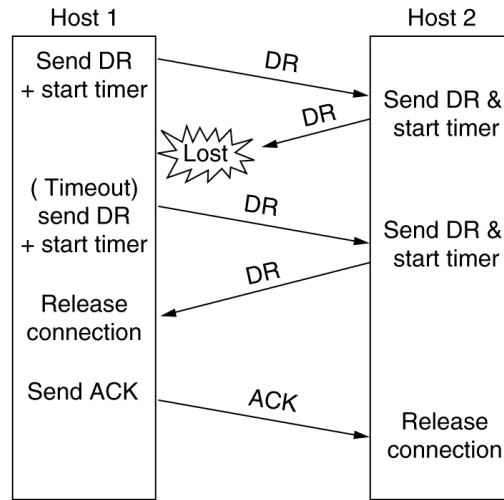 Host 1
Host 2
Send DR
+ start timer
DR
Send DR &
start timer
DR
Lost
( Timeout)
send DR
+ start timer
DR
Send DR &
start timer
DR
Release
connection
Send ACK
ACK
Release
connection